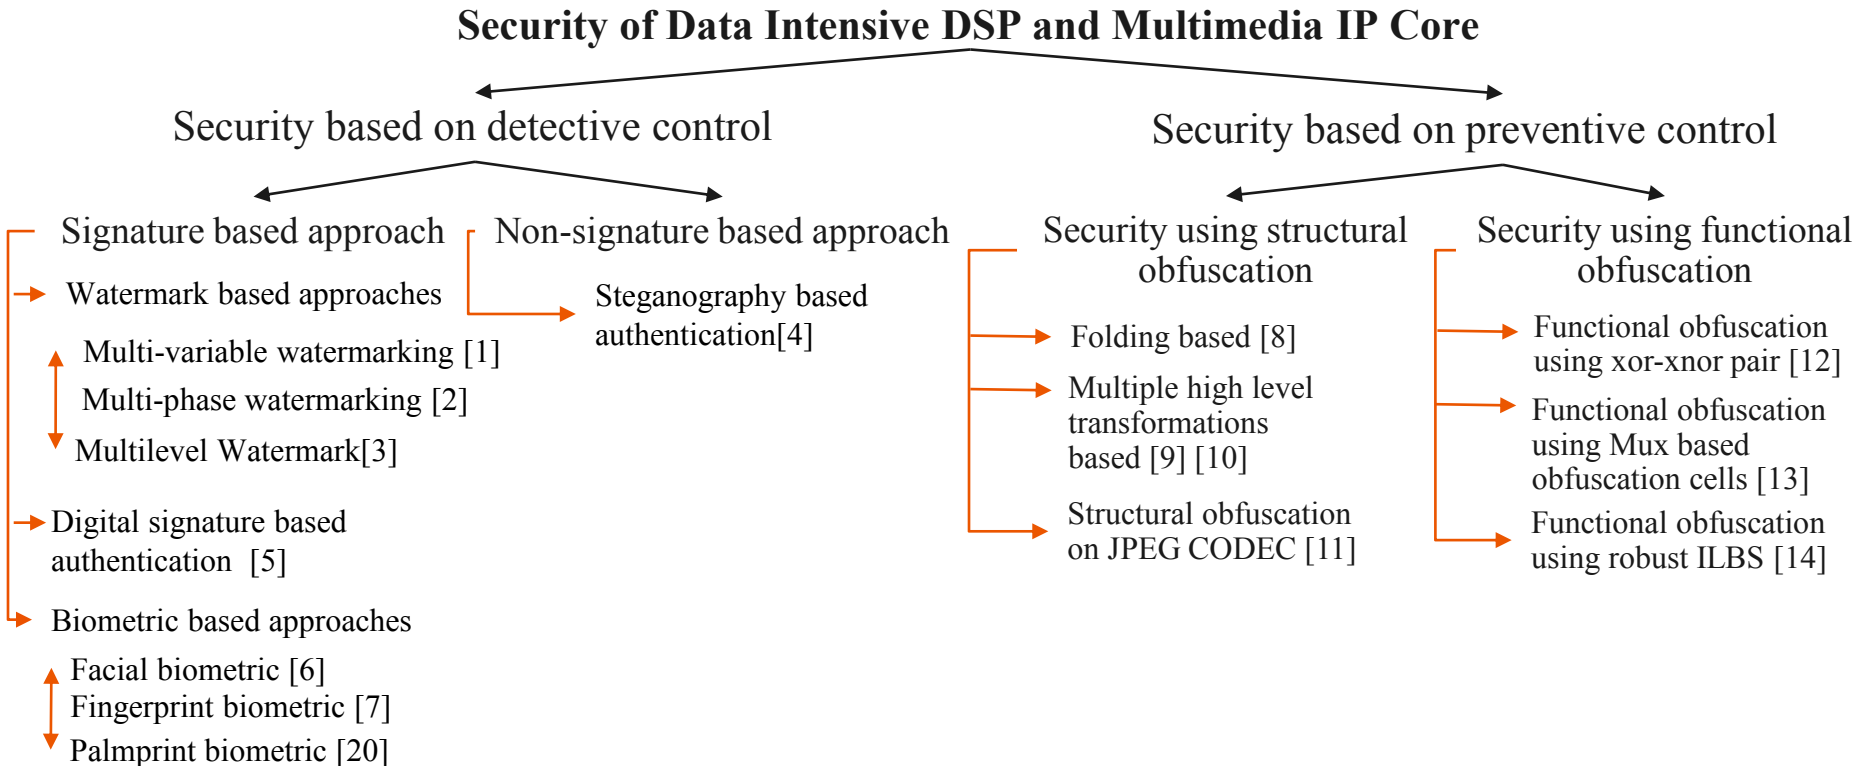 Security of Data Intensive DSP and Multimedia IP Core
Security based on detective control
Security based on preventive control
Signature based approach
Watermark based approaches
Multi-variable watermarking [1]
Multi-phase watermarking [2]
Multilevel Watermark[3]
Digital signature based
authentication [5]
Biometric based approaches
Facial biometric [6]
Fingerprint biometric [7]
Palmprint biometric [20]
Non-signature based approach
Steganography based
authentication[4]
Security using structural
obfuscation
Folding based [8]
Multiple high level
transformations
based [9] [10]
Structural obfuscation
on JPEG CODEC [11]
Security using functional
obfuscation
Functional obfuscation
using xor-xnor pair [12]
Functional obfuscation
using Mux based
obfuscation cells [13]
Functional obfuscation
using robust ILBS [14]